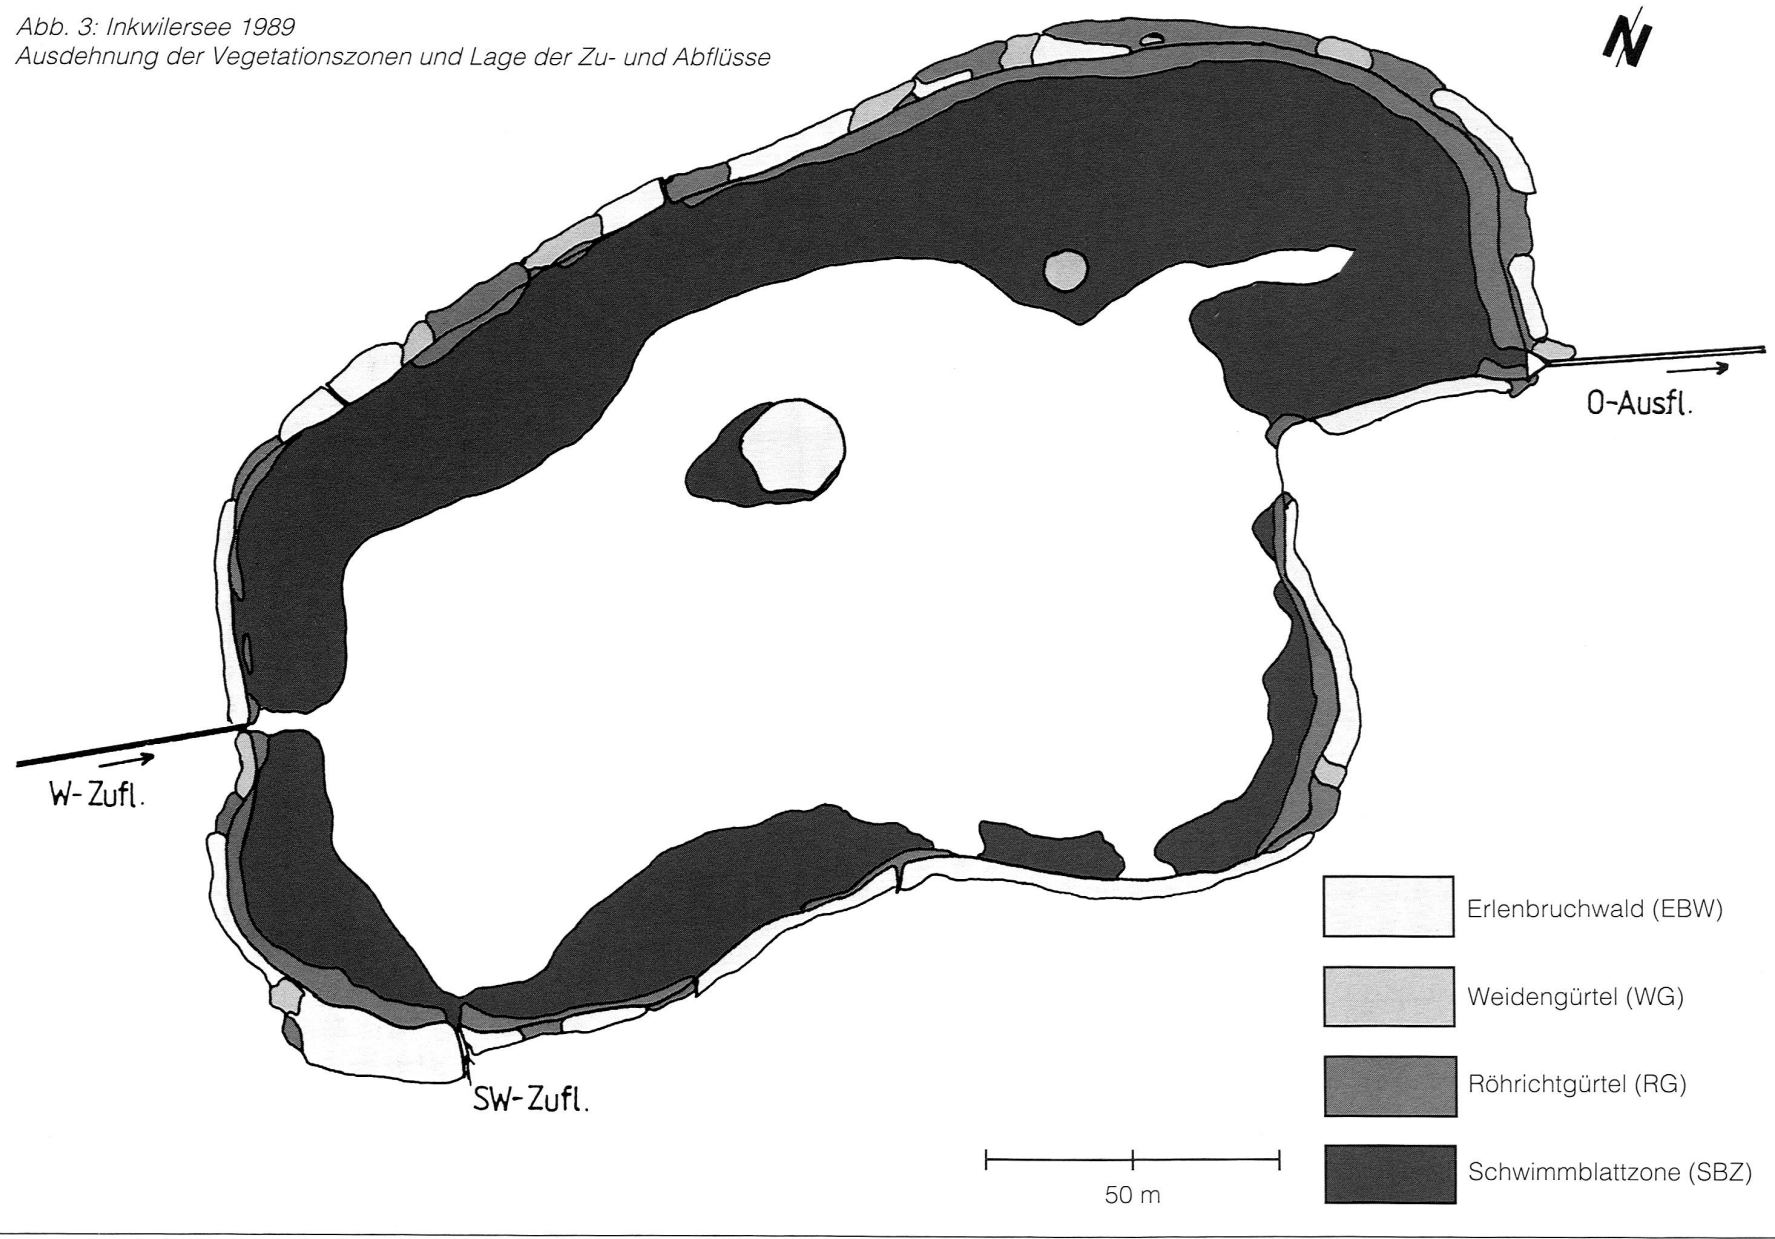 Abb. 3: Inkwilersee 1989
Ausdehnung der Vegetationszonen und Lage der Zu- und Abflüsse
N
O-Ausfl.
W-Zufl.
SW-Zufl.
Erlenbruchwald (EBW)
Weidengürtel (WG)
Röhrichtgürtel (RG)
Schwimmblattzone (SBZ)
50 m